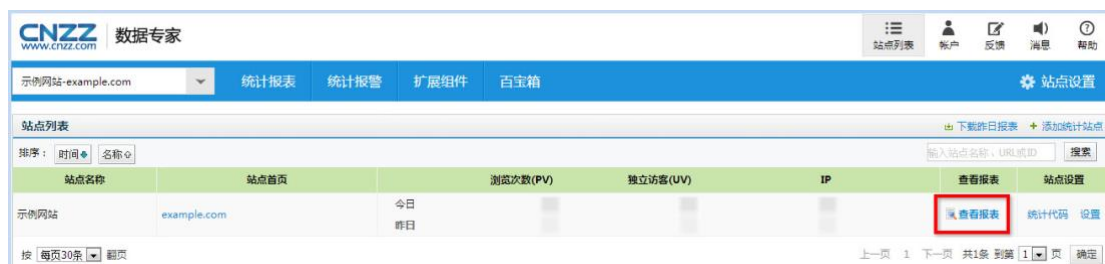 CNZZ 数据专家
www.cnzz.com
站点列表 帐户 反馈 消息 帮助
示例网站-example.com 统计报表 统计报警 扩展组件 百宝箱 站点设置
站点列表 下载昨日报表 + 添加统计站点
排序： 时间 名称 输入站点名称、URL或ID 搜索
站点名称 站点首页 浏览次数(PV) 独立访客(UV) IP 查看报表 站点设置
今日
示例网站 example.com 查看报表 统计代码 设置
昨日
按 每页30条 翻页 上一页 1 下一页 共1条 到第 1 页 确定